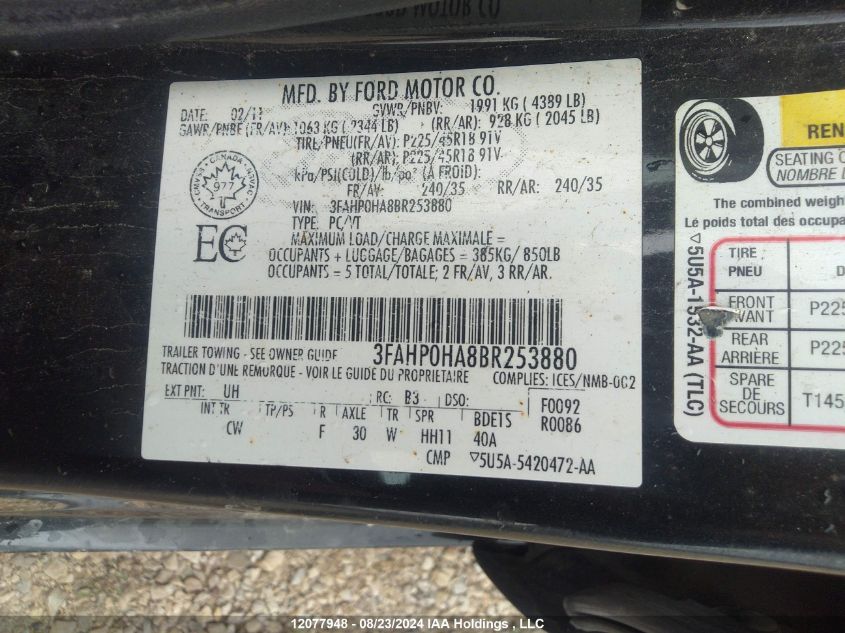 MFD. BY FORD MOTOR CO.
DATE: 02/11 GVWR/PNBV: 1991 KG ( 4389 LB)
GAWR/PNBE (FR/AV): 1063 KG ( 2344 LB) (RR/AR): 928 KG ( 2045 LB)
TIRE/PNEU(FR/AV): P225/45R18 91V
(RR/AR): P225/45R18 91V
kPa/PSI(COLD)/lb/po² (À FROID):
FR/AV: 240/35 RR/AR: 240/35
CANADA
977
TRANSPORT
VIN: 3FAHP0HA8BR253880
TYPE: PC/VT
EC
MAXIMUM LOAD/CHARGE MAXIMALE =
OCCUPANTS + LUGGAGE/BAGAGES = 385KG/ 850LB
OCCUPANTS = 5 TOTAL/TOTALE; 2 FR/AV, 3 RR/AR.
3FAHP0HA8BR253880
TRAILER TOWING - SEE OWNER GUIDE
TRACTION D'UNE REMORQUE - VOIR LE GUIDE DU PROPRIETAIRE
COMPLIES: ICES/NMB-002
EXT PNT: UH RC: B3 DSO: F0092
INT TR TP/PS R AXLE TR SPR BDE1S R0086
CW F 30 W HH11 40A
CMP ▽5U5A-5420472-AA
REN
SEATING C
NOMBRE
The combined weigh
Le poids total des occupa
▽5U5A-1532-AA (TLC)
TIRE
PNEU
FRONT
AVANT P225
REAR
ARRIÈRE P225
SPARE
DE
SECOURS T145
12077948 - 08/23/2024 IAA Holdings , LLC